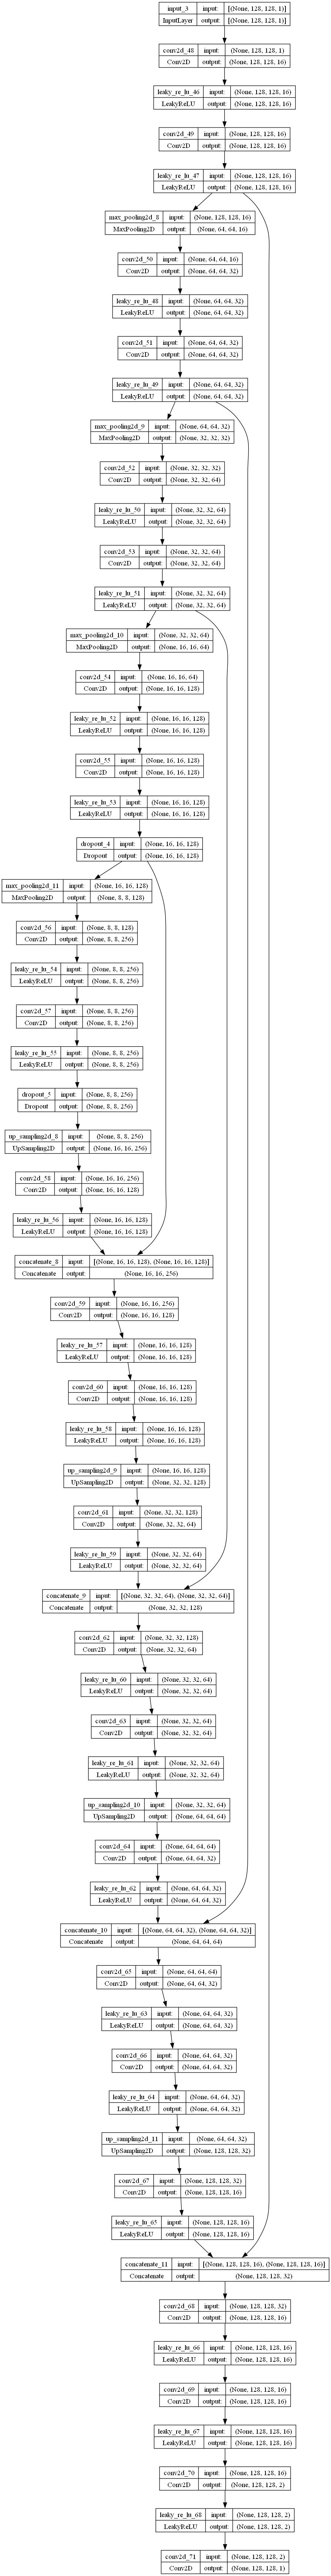 input_3 input: [(None, 128, 128, 1)]
InputLayer output: [(None, 128, 128, 1)]
conv2d_48 input: (None, 128, 128, 1)
Conv2D output: (None, 128, 128, 16)
leaky_re_lu_46 input: (None, 128, 128, 16)
LeakyReLU output: (None, 128, 128, 16)
conv2d_49 input: (None, 128, 128, 16)
Conv2D output: (None, 128, 128, 16)
leaky_re_lu_47 input: (None, 128, 128, 16)
LeakyReLU output: (None, 128, 128, 16)
max_pooling2d_8 input: (None, 128, 128, 16)
MaxPooling2D output: (None, 64, 64, 16)
conv2d_50 input: (None, 64, 64, 16)
Conv2D output: (None, 64, 64, 32)
leaky_re_lu_48 input: (None, 64, 64, 32)
LeakyReLU output: (None, 64, 64, 32)
conv2d_51 input: (None, 64, 64, 32)
Conv2D output: (None, 64, 64, 32)
leaky_re_lu_49 input: (None, 64, 64, 32)
LeakyReLU output: (None, 64, 64, 32)
max_pooling2d_9 input: (None, 64, 64, 32)
MaxPooling2D output: (None, 32, 32, 32)
conv2d_52 input: (None, 32, 32, 32)
Conv2D output: (None, 32, 32, 64)
leaky_re_lu_50 input: (None, 32, 32, 64)
LeakyReLU output: (None, 32, 32, 64)
conv2d_53 input: (None, 32, 32, 64)
Conv2D output: (None, 32, 32, 64)
leaky_re_lu_51 input: (None, 32, 32, 64)
LeakyReLU output: (None, 32, 32, 64)
max_pooling2d_10 input: (None, 32, 32, 64)
MaxPooling2D output: (None, 16, 16, 64)
conv2d_54 input: (None, 16, 16, 64)
Conv2D output: (None, 16, 16, 128)
leaky_re_lu_52 input: (None, 16, 16, 128)
LeakyReLU output: (None, 16, 16, 128)
conv2d_55 input: (None, 16, 16, 128)
Conv2D output: (None, 16, 16, 128)
leaky_re_lu_53 input: (None, 16, 16, 128)
LeakyReLU output: (None, 16, 16, 128)
dropout_4 input: (None, 16, 16, 128)
Dropout output: (None, 16, 16, 128)
max_pooling2d_11 input: (None, 16, 16, 128)
MaxPooling2D output: (None, 8, 8, 128)
conv2d_56 input: (None, 8, 8, 128)
Conv2D output: (None, 8, 8, 256)
leaky_re_lu_54 input: (None, 8, 8, 256)
LeakyReLU output: (None, 8, 8, 256)
conv2d_57 input: (None, 8, 8, 256)
Conv2D output: (None, 8, 8, 256)
leaky_re_lu_55 input: (None, 8, 8, 256)
LeakyReLU output: (None, 8, 8, 256)
dropout_5 input: (None, 8, 8, 256)
Dropout output: (None, 8, 8, 256)
up_sampling2d_8 input: (None, 8, 8, 256)
UpSampling2D output: (None, 16, 16, 256)
conv2d_58 input: (None, 16, 16, 256)
Conv2D output: (None, 16, 16, 128)
leaky_re_lu_56 input: (None, 16, 16, 128)
LeakyReLU output: (None, 16, 16, 128)
concatenate_8 input: [(None, 16, 16, 128), (None, 16, 16, 128)]
Concatenate output: (None, 16, 16, 256)
conv2d_59 input: (None, 16, 16, 256)
Conv2D output: (None, 16, 16, 128)
leaky_re_lu_57 input: (None, 16, 16, 128)
LeakyReLU output: (None, 16, 16, 128)
conv2d_60 input: (None, 16, 16, 128)
Conv2D output: (None, 16, 16, 128)
leaky_re_lu_58 input: (None, 16, 16, 128)
LeakyReLU output: (None, 16, 16, 128)
up_sampling2d_9 input: (None, 16, 16, 128)
UpSampling2D output: (None, 32, 32, 128)
conv2d_61 input: (None, 32, 32, 128)
Conv2D output: (None, 32, 32, 64)
leaky_re_lu_59 input: (None, 32, 32, 64)
LeakyReLU output: (None, 32, 32, 64)
concatenate_9 input: [(None, 32, 32, 64), (None, 32, 32, 64)]
Concatenate output: (None, 32, 32, 128)
conv2d_62 input: (None, 32, 32, 128)
Conv2D output: (None, 32, 32, 64)
leaky_re_lu_60 input: (None, 32, 32, 64)
LeakyReLU output: (None, 32, 32, 64)
conv2d_63 input: (None, 32, 32, 64)
Conv2D output: (None, 32, 32, 64)
leaky_re_lu_61 input: (None, 32, 32, 64)
LeakyReLU output: (None, 32, 32, 64)
up_sampling2d_10 input: (None, 32, 32, 64)
UpSampling2D output: (None, 64, 64, 64)
conv2d_64 input: (None, 64, 64, 64)
Conv2D output: (None, 64, 64, 32)
leaky_re_lu_62 input: (None, 64, 64, 32)
LeakyReLU output: (None, 64, 64, 32)
concatenate_10 input: [(None, 64, 64, 32), (None, 64, 64, 32)]
Concatenate output: (None, 64, 64, 64)
conv2d_65 input: (None, 64, 64, 64)
Conv2D output: (None, 64, 64, 32)
leaky_re_lu_63 input: (None, 64, 64, 32)
LeakyReLU output: (None, 64, 64, 32)
conv2d_66 input: (None, 64, 64, 32)
Conv2D output: (None, 64, 64, 32)
leaky_re_lu_64 input: (None, 64, 64, 32)
LeakyReLU output: (None, 64, 64, 32)
up_sampling2d_11 input: (None, 64, 64, 32)
UpSampling2D output: (None, 128, 128, 32)
conv2d_67 input: (None, 128, 128, 32)
Conv2D output: (None, 128, 128, 16)
leaky_re_lu_65 input: (None, 128, 128, 16)
LeakyReLU output: (None, 128, 128, 16)
concatenate_11 input: [(None, 128, 128, 16), (None, 128, 128, 16)]
Concatenate output: (None, 128, 128, 32)
conv2d_68 input: (None, 128, 128, 32)
Conv2D output: (None, 128, 128, 16)
leaky_re_lu_66 input: (None, 128, 128, 16)
LeakyReLU output: (None, 128, 128, 16)
conv2d_69 input: (None, 128, 128, 16)
Conv2D output: (None, 128, 128, 16)
leaky_re_lu_67 input: (None, 128, 128, 16)
LeakyReLU output: (None, 128, 128, 16)
conv2d_70 input: (None, 128, 128, 16)
Conv2D output: (None, 128, 128, 2)
leaky_re_lu_68 input: (None, 128, 128, 2)
LeakyReLU output: (None, 128, 128, 2)
conv2d_71 input: (None, 128, 128, 2)
Conv2D output: (None, 128, 128, 1)